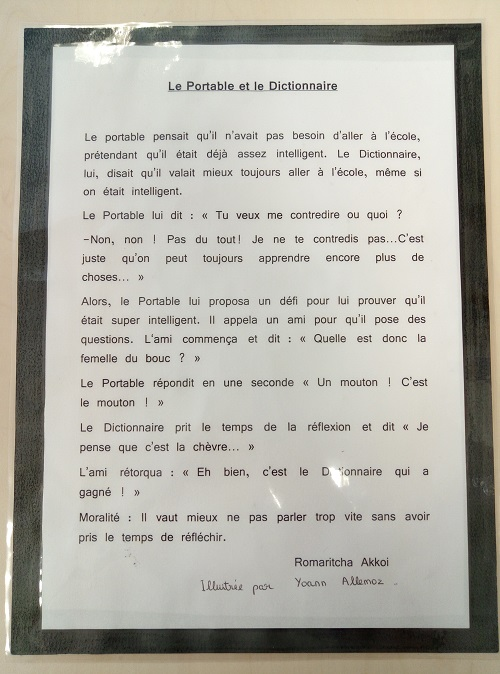 Le Portable et le Dictionnaire
Le portable pensait qu'il n'avait pas besoin d'aller à l'école,
prétendant qu'il était déjà assez intelligent. Le Dictionnaire,
lui, disait qu'il valait mieux toujours aller à l'école, même si
on était intelligent.
Le Portable lui dit : « Tu veux me contredire ou quoi ?
-Non, non ! Pas du tout! Je ne te contredis pas...C'est
juste qu'on peut toujours apprendre encore plus de
choses... »
Alors, le Portable lui proposa un défi pour lui prouver qu'il
était super intelligent. Il appela un ami pour qu'il pose des
questions. L'ami commença et dit : « Quelle est donc la
femelle du bouc ? »
Le Portable répondit en une seconde « Un mouton ! C'est
le mouton ! »
Le Dictionnaire prit le temps de la réflexion et dit « Je
pense que c'est la chèvre... »
L'ami rétorqua : « Eh bien, c'est le Dictionnaire qui a
gagné ! »
Moralité : Il vaut mieux ne pas parler trop vite sans avoir
pris le temps de réfléchir.
Romaritcha Akkoi
Illustrée par Yoann Allemoz